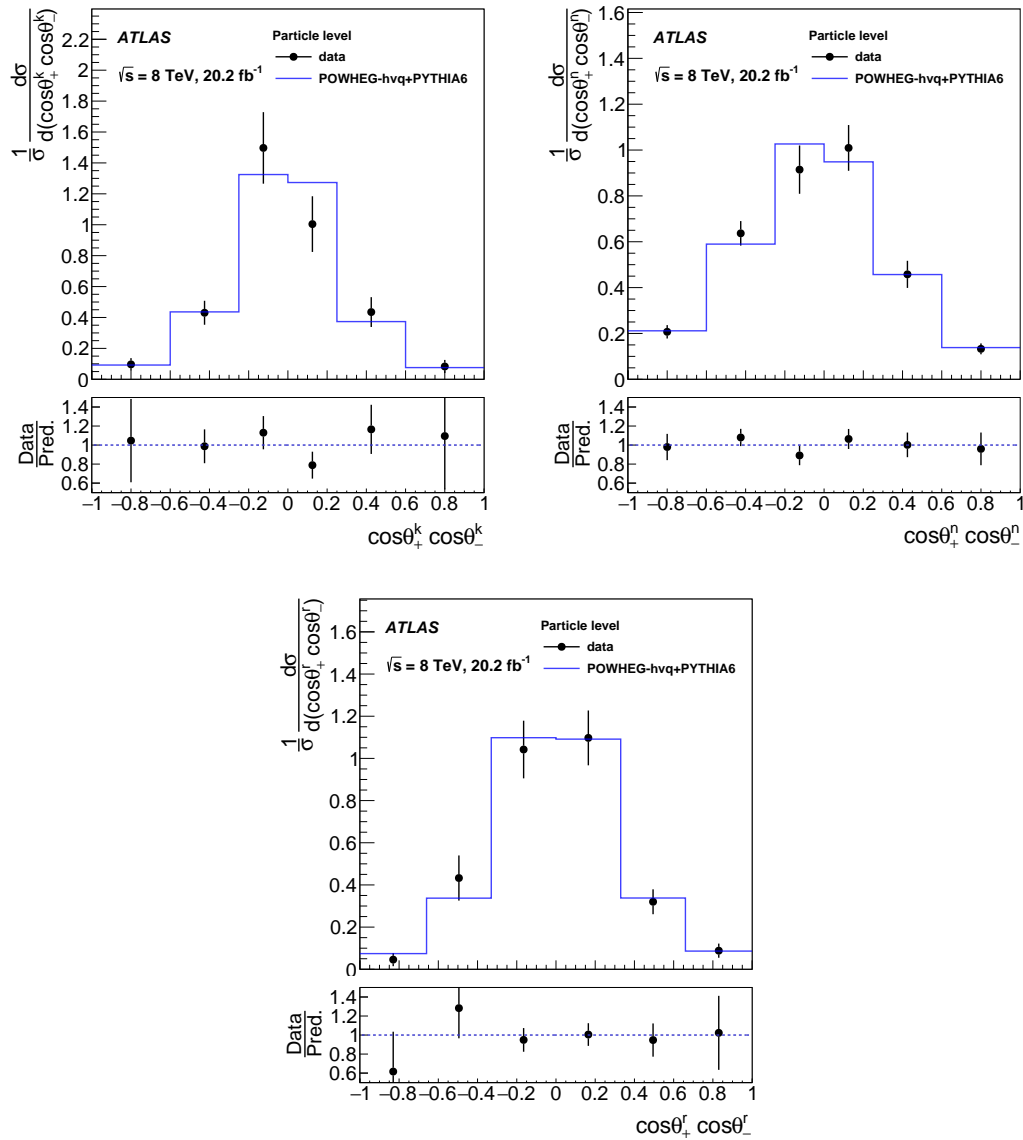 ATLAS
Particle level
data
√s = 8 TeV, 20.2 fb⁻¹
POWHEG-hvq+PYTHIA6
1/σ dσ/d(cosθ₊ᵏ cosθ₋ᵏ)
2.2
2
1.8
1.6
1.4
1.2
1
0.8
0.6
0.4
0.2
0
Data/Pred.
1.4
1.2
1
0.8
0.6
−1 −0.8 −0.6 −0.4 −0.2 0 0.2 0.4 0.6 0.8 1
cosθ₊ᵏ cosθ₋ᵏ
ATLAS
Particle level
data
√s = 8 TeV, 20.2 fb⁻¹
POWHEG-hvq+PYTHIA6
1/σ dσ/d(cosθ₊ⁿ cosθ₋ⁿ)
1.6
1.4
1.2
1
0.8
0.6
0.4
0.2
0
Data/Pred.
1.4
1.2
1
0.8
0.6
−1 −0.8 −0.6 −0.4 −0.2 0 0.2 0.4 0.6 0.8 1
cosθ₊ⁿ cosθ₋ⁿ
ATLAS
Particle level
data
√s = 8 TeV, 20.2 fb⁻¹
POWHEG-hvq+PYTHIA6
1/σ dσ/d(cosθ₊ʳ cosθ₋ʳ)
1.6
1.4
1.2
1
0.8
0.6
0.4
0.2
0
Data/Pred.
1.4
1.2
1
0.8
0.6
−1 −0.8 −0.6 −0.4 −0.2 0 0.2 0.4 0.6 0.8 1
cosθ₊ʳ cosθ₋ʳ